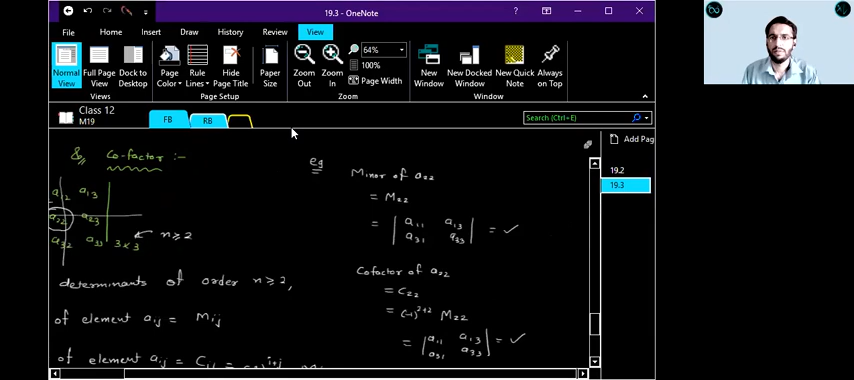 19.3 - OneNote
File Home Insert Draw History Review View
Normal View
Full Page View
Dock to Desktop
Views
Page Color
Rule Lines
Hide Page Title
Page Setup
Paper Size
Zoom Out
Zoom In
64%
100%
Page Width
Zoom
New Window
New Docked Window
New Quick Note
Always on Top
Window
Class 12
M19
FB
RB
Search (Ctrl+E)
Add Pag
19.2
19.3
& Co-factor :-
a12 a13
a22 a23
a32 a33 3×3
n≥2
determinants of order n≥2,
of element aij = Mij
of element aij = Cij =
eg
Minor of a22
= M22
= | a11 a13 |
| a31 a33 | = ✓
Cofactor of a22
= C22
= (-1)2+2 M22
= | a11 a13 |
| a31 a33 | = ✓